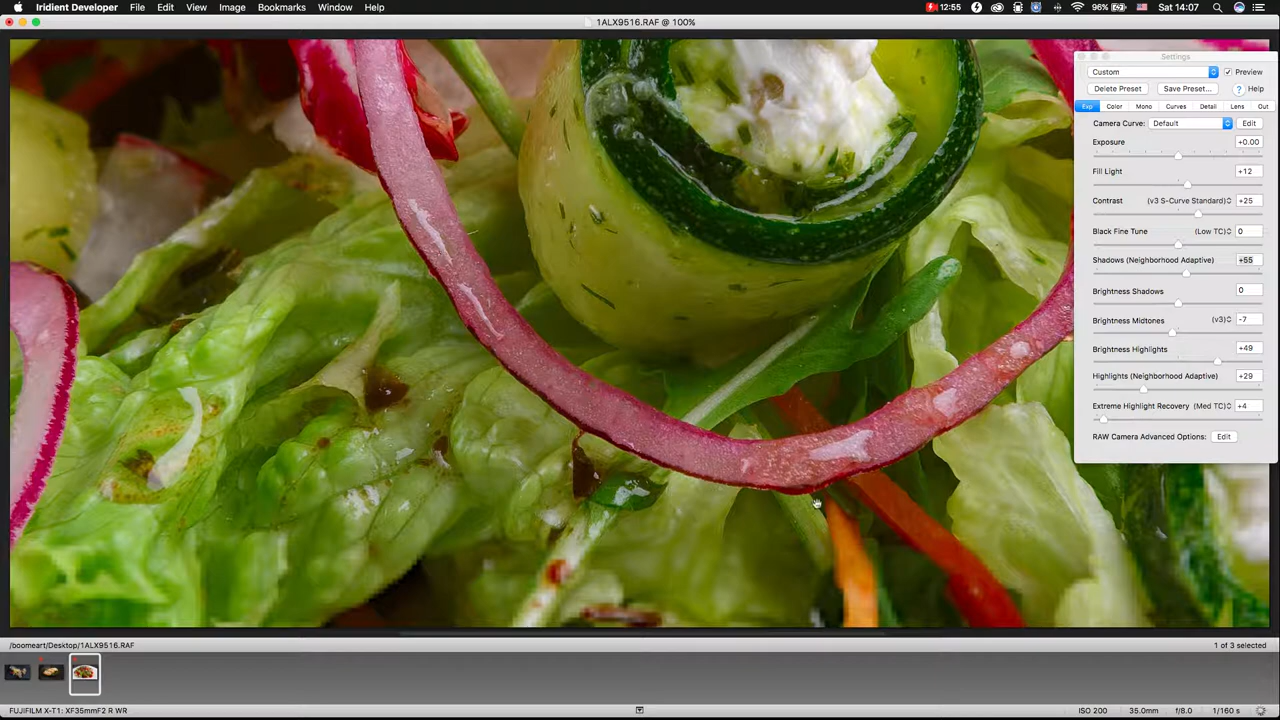 Iridient Developer File Edit View Image Bookmarks Window Help 12:55 96% Sat 14:07
1ALX9516.RAF @ 100%
Settings
Custom Preview
Delete Preset Save Preset... ? Help
Exp Color Mono Curves Detail Lens Out
Camera Curve: Default Edit
Exposure +0.00
Fill Light +12
Contrast (v3 S-Curve Standard) +25
Black Fine Tune (Low TC) 0
Shadows (Neighborhood Adaptive) +55
Brightness Shadows 0
Brightness Midtones (v3) -7
Brightness Highlights +49
Highlights (Neighborhood Adaptive) +29
Extreme Highlight Recovery (Med TC) +4
RAW Camera Advanced Options: Edit
/boomeart/Desktop/1ALX9516.RAF 1 of 3 selected
FUJIFILM X-T1: XF35mmF2 R WR ISO 200 35.0mm f/8.0 1/160 s